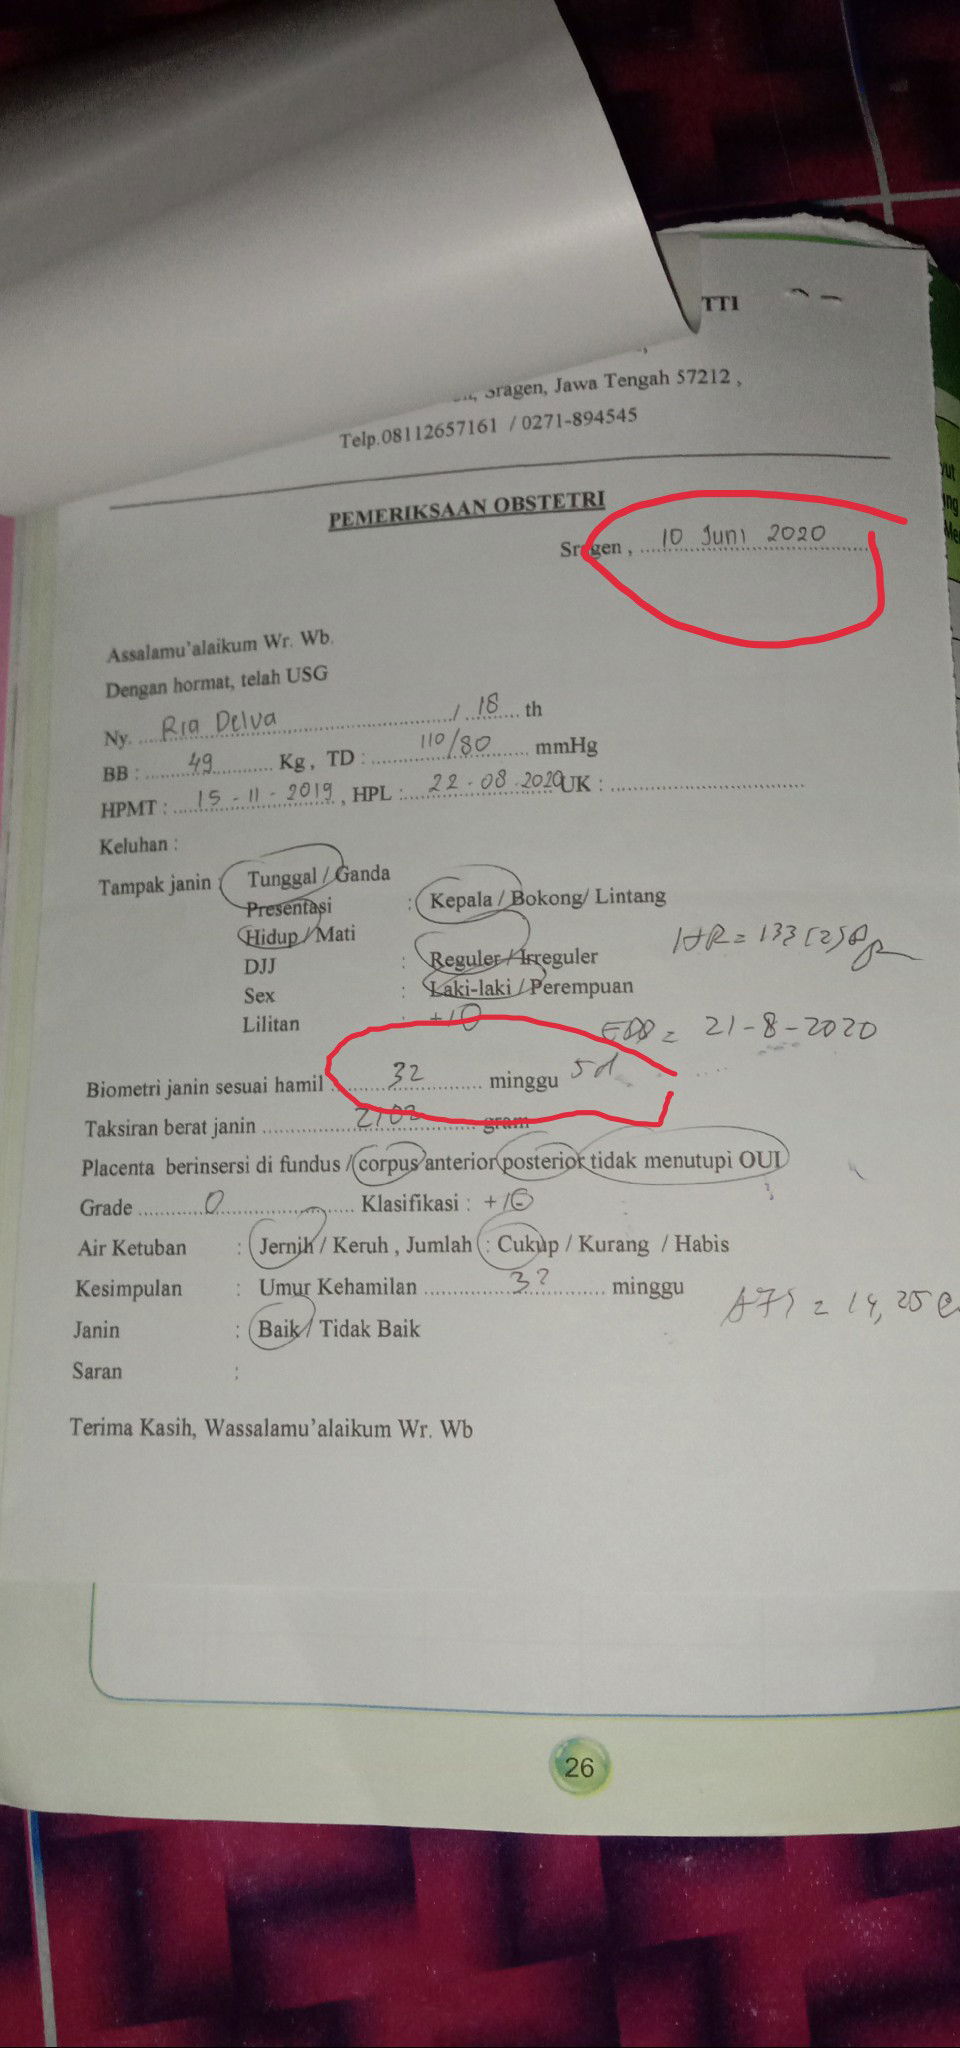 TTI
Sragen, Jawa Tengah 57212 ,
Telp.08112657161 / 0271-894545
PEMERIKSAAN OBSTETRI
Sragen , 10 Juni 2020
Assalamu'alaikum Wr. Wb.
Dengan hormat, telah USG
Ny. Ria Delva / 18 th
BB : 49 Kg , TD : 110/80 mmHg
HPMT : 15-11-2019 , HPL : 22-08-2020 UK :
Keluhan :
Tampak janin : Tunggal / Ganda
Presentasi : Kepala / Bokong/ Lintang
Hidup / Mati
DJJ : Reguler / Irreguler
HR = 133
Sex : Laki-laki / Perempuan
Lilitan :
EDD = 21-8-2020
Biometri janin sesuai hamil 32 minggu 5d
Taksiran berat janin 2102 gram
Placenta berinsersi di fundus / corpus anterior posterior tidak menutupi OUI
Grade 0 Klasifikasi :
Air Ketuban : Jernih / Keruh , Jumlah : Cukup / Kurang / Habis
Kesimpulan : Umur Kehamilan 32 minggu
Janin : Baik / Tidak Baik
Saran :
Terima Kasih, Wassalamu'alaikum Wr. Wb
26